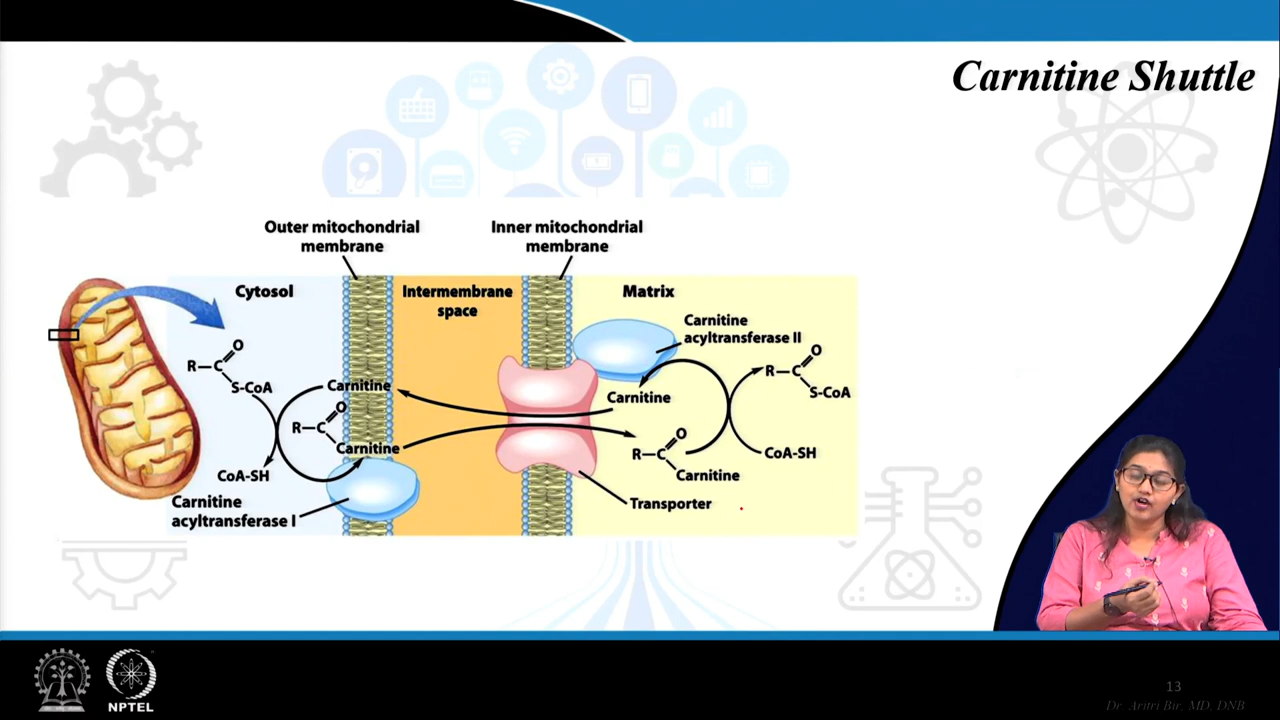 Carnitine Shuttle
Outer mitochondrial
membrane
Inner mitochondrial
membrane
Cytosol
Intermembrane
space
Matrix
Carnitine
acyltransferase II
R—C
O
S-CoA
Carnitine
R—C
O
Carnitine
CoA-SH
Carnitine
acyltransferase I
Carnitine
R—C
O
Carnitine
Transporter
R—C
O
S-CoA
CoA-SH
NPTEL
13
Dr. Aritri Bir, MD, DNB